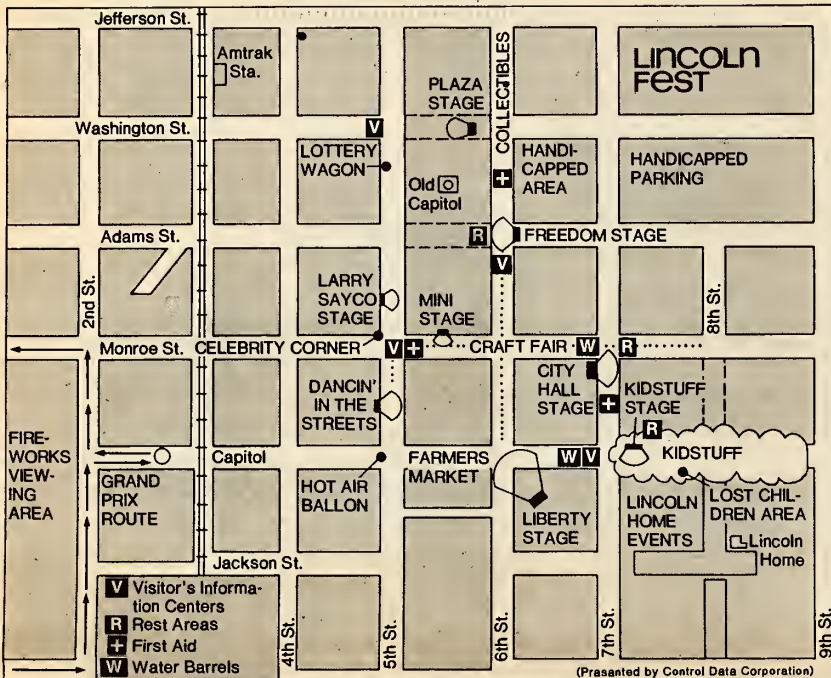 Jefferson St.
Amtrak
Sta.
PLAZA
STAGE
COLLECTIBLES
LINCOLN
FEST
Washington St.
V
LOTTERY
WAGON
Old
Capitol
HANDI-
CAPPED
AREA
HANDICAPPED
PARKING
Adams St.
R
FREEDOM STAGE
V
2nd St.
LARRY
SAYCO
STAGE
MINI
STAGE
8th St.
Monroe St.
CELEBRITY CORNER
V
CRAFT FAIR
W
R
DANCIN'
IN THE
STREETS
CITY
HALL
STAGE
KIDSTUFF
STAGE
R
FIRE-
WORKS
VIEW-
ING
AREA
GRAND
PRIX
ROUTE
Capitol
HOT AIR
BALLON
FARMERS
MARKET
W V
LIBERTY
STAGE
KIDSTUFF
LINCOLN
HOME
EVENTS
LOST CHIL-
DREN AREA
Lincoln
Home
Jackson St.
V Visitor's Informa-
tion Centers
R Rest Areas
+ First Aid
W Water Barrels
4th St.
5th St.
6th St.
7th St.
9th St.
(Prasanted by Control Data Corporation)